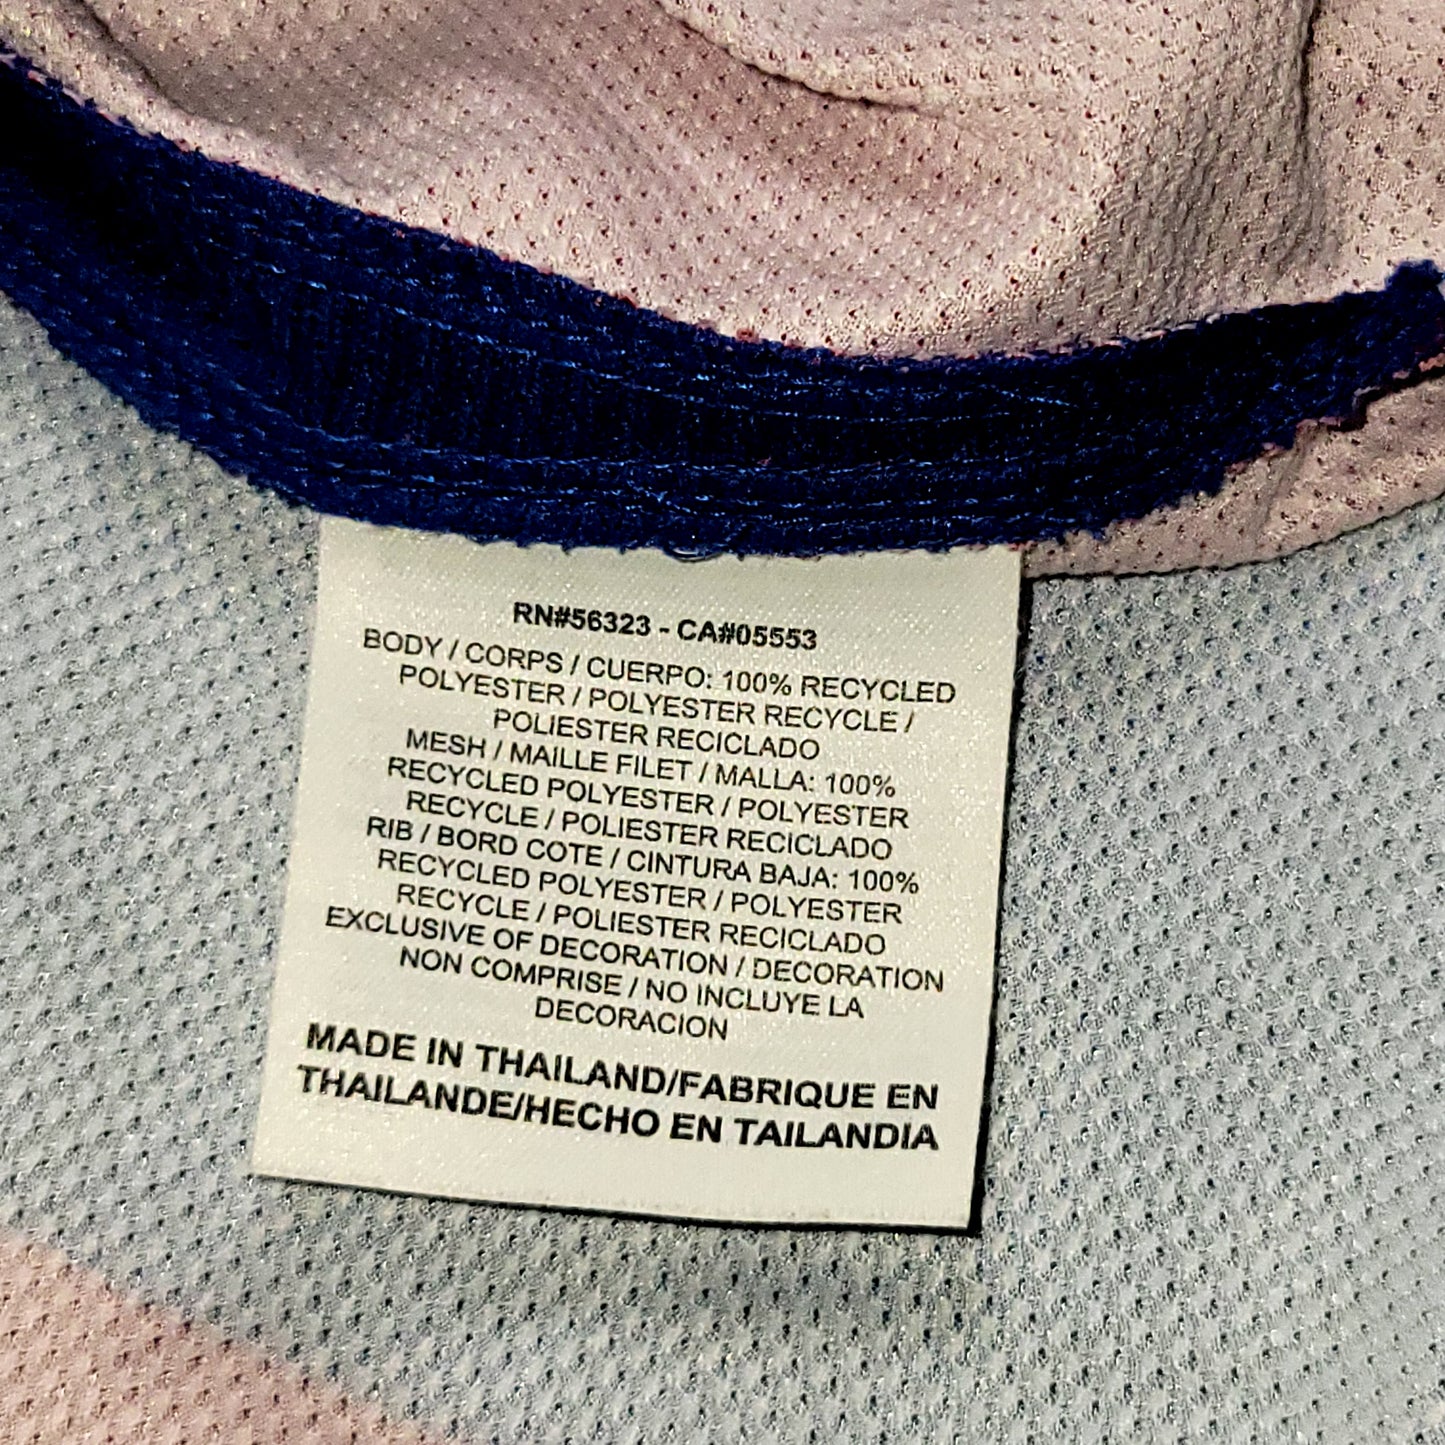 RN#56323 - CA#05553
BODY / CORPS / CUERPO: 100% RECYCLED
POLYESTER / POLYESTER RECYCLE /
POLIESTER RECICLADO
MESH / MAILLE FILET / MALLA: 100%
RECYCLED POLYESTER / POLYESTER
RECYCLE / POLIESTER RECICLADO
RIB / BORD COTE / CINTURA BAJA: 100%
RECYCLED POLYESTER / POLYESTER
RECYCLE / POLIESTER RECICLADO
EXCLUSIVE OF DECORATION / DECORATION
NON COMPRISE / NO INCLUYE LA
DECORACION
MADE IN THAILAND/FABRIQUE EN
THAILANDE/HECHO EN TAILANDIA